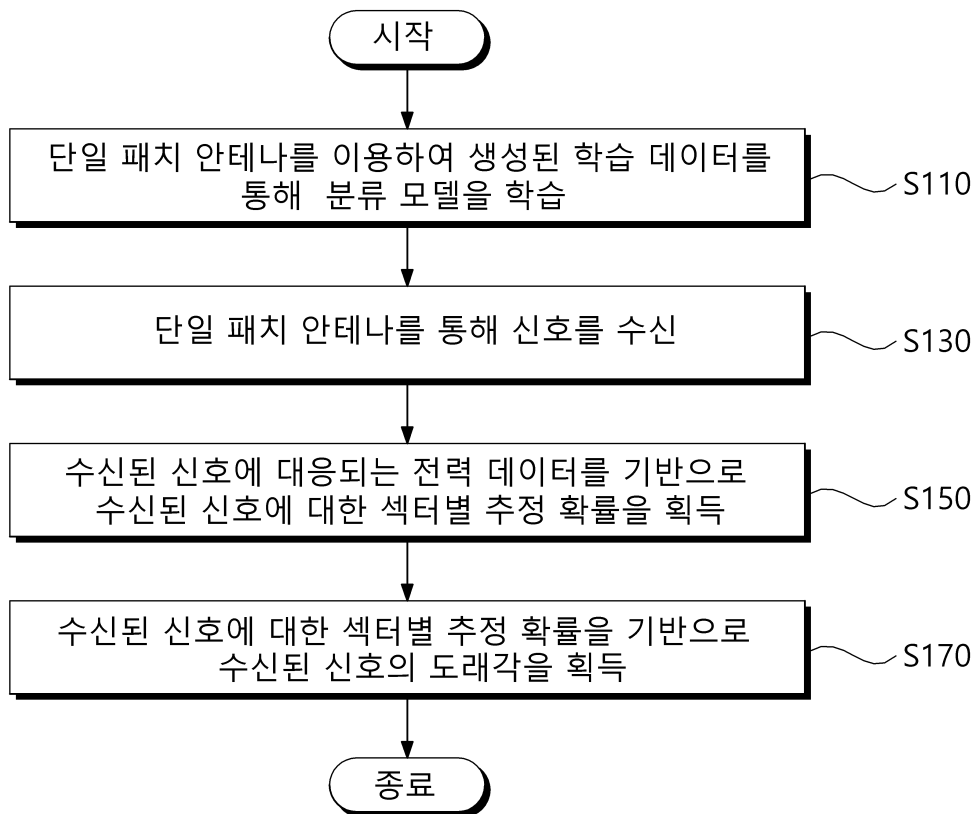 시작
단일 패치 안테나를 이용하여 생성된 학습 데이터를
통해 분류 모델을 학습
S110
단일 패치 안테나를 통해 신호를 수신
S130
수신된 신호에 대응되는 전력 데이터를 기반으로
수신된 신호에 대한 섹터별 추정 확률을 획득
S150
수신된 신호에 대한 섹터별 추정 확률을 기반으로
수신된 신호의 도래각을 획득
S170
종료